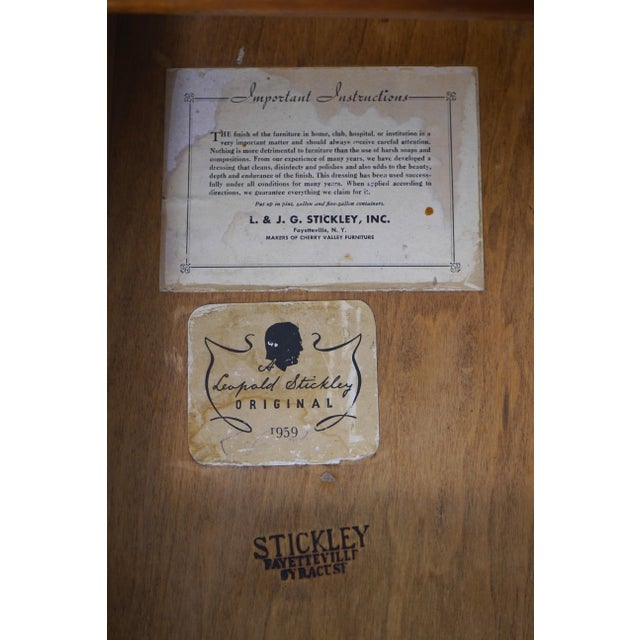 Important Instructions
THE finish of the furniture in home, club, hospital, or institution is a
very important matter and should always receive careful attention.
Nothing is more detrimental to furniture than the use of harsh soaps and
compositions. From our experience of many years, we have developed a
dressing that cleans, disinfects and polishes and also adds to the beauty,
depth and endurance of the finish. This dressing has been used success-
fully under all conditions for many years. When applied according to
directions, we guarantee everything we claim for it.
Put up in pint, gallon and five-gallon containers.
L. & J. G. STICKLEY, INC.
Fayetteville, N. Y.
MAKERS OF CHERRY VALLEY FURNITURE
A
Leopold Stickley
ORIGINAL
1959
STICKLEY
FAYETTEVILLE
SYRACUSE